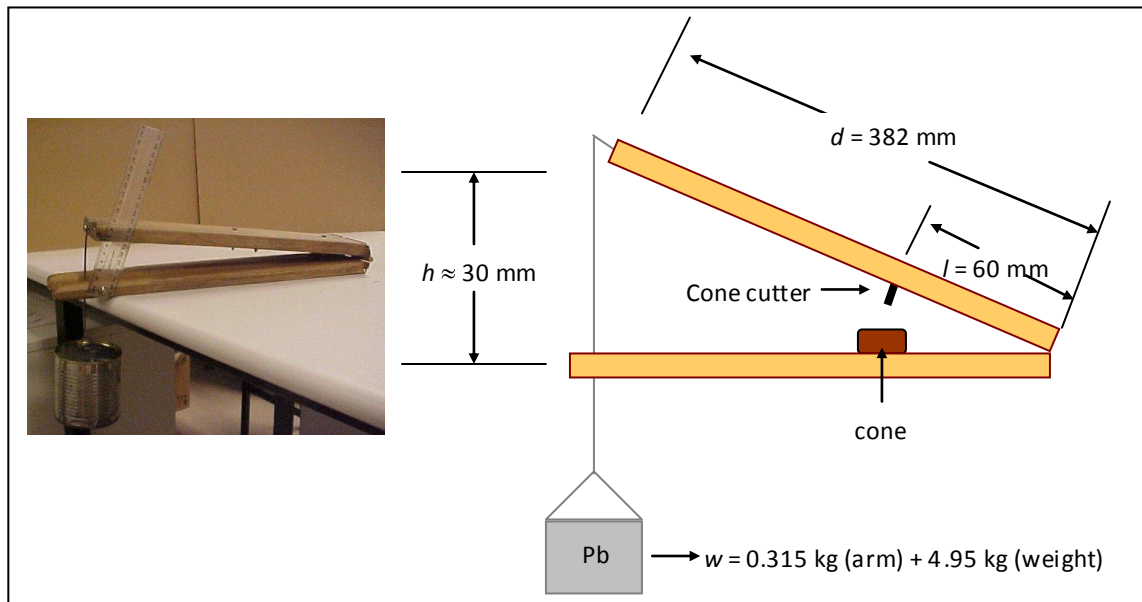 d = 382 mm
l = 60 mm
h ≈ 30 mm
Cone cutter
cone
Pb
w = 0.315 kg (arm) + 4.95 kg (weight)